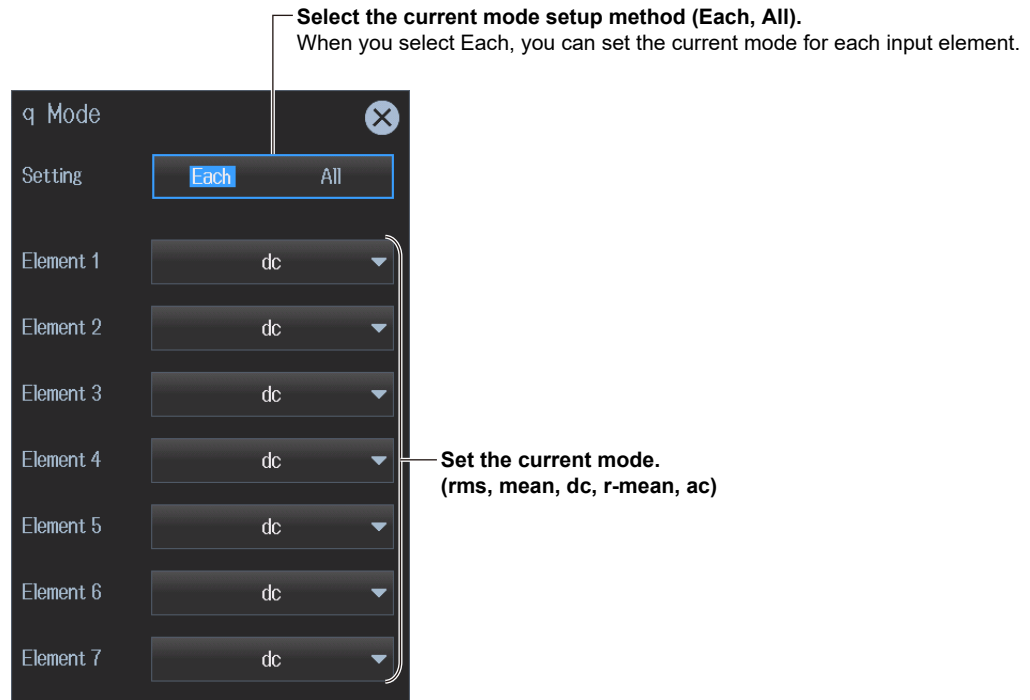 Select the current mode setup method (Each, All).
When you select Each, you can set the current mode for each input element.
q Mode
Setting Each All
Element 1 dc
Element 2 dc
Element 3 dc
Element 4 dc
Set the current mode.
(rms, mean, dc, r-mean, ac)
Element 5 dc
Element 6 dc
Element 7 dc